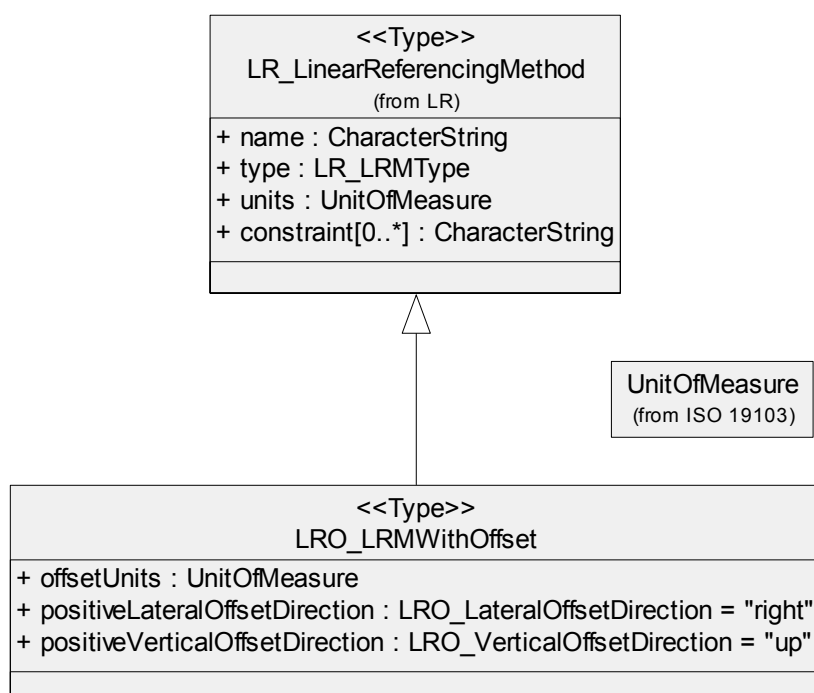 <<Type>>
LR_LinearReferencingMethod
(from LR)
+ name : CharacterString
+ type : LR_LRMType
+ units : UnitOfMeasure
+ constraint[0..*] : CharacterString
UnitOfMeasure
(from ISO 19103)
<<Type>>
LRO_LRMWithOffset
+ offsetUnits : UnitOfMeasure
+ positiveLateralOffsetDirection : LRO_LateralOffsetDirection = "right"
+ positiveVerticalOffsetDirection : LRO_VerticalOffsetDirection = "up"